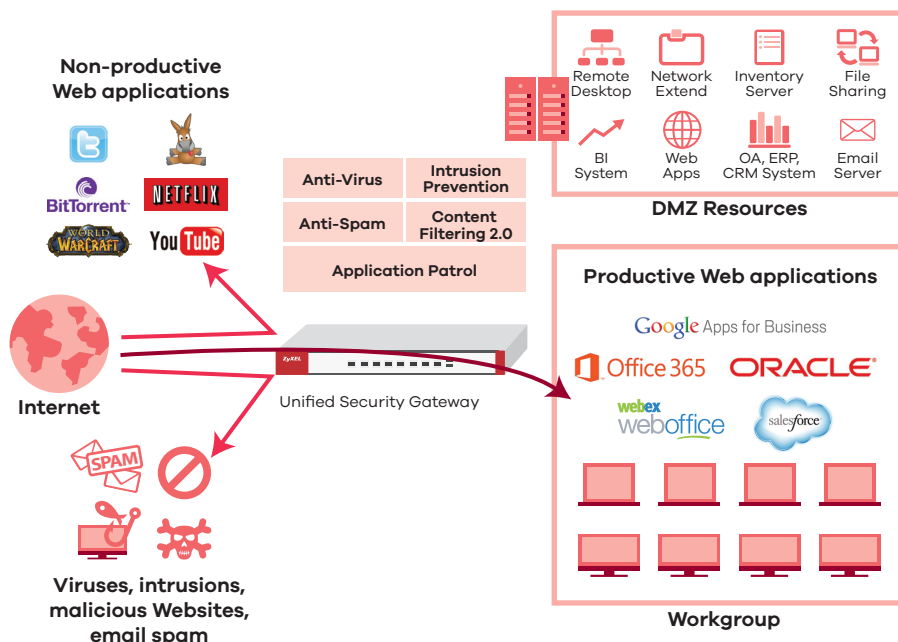 Non-productive
Web applications
BitTorrent
NETFLIX
WORLD
WARCRAFT
You Tube
Internet
SPAM
Viruses, intrusions,
malicious Websites,
email spam
Anti-Virus
Intrusion
Prevention
Anti-Spam
Content
Filtering 2.0
Application Patrol
ZyXEL
Unified Security Gateway
Remote
Desktop
Network
Extend
Inventory
Server
File
Sharing
BI
System
Web
Apps
OA, ERP,
CRM System
Email
Server
DMZ Resources
Productive Web applications
Google Apps for Business
Office 365
ORACLE®
webex
weboffice
salesforce
Workgroup